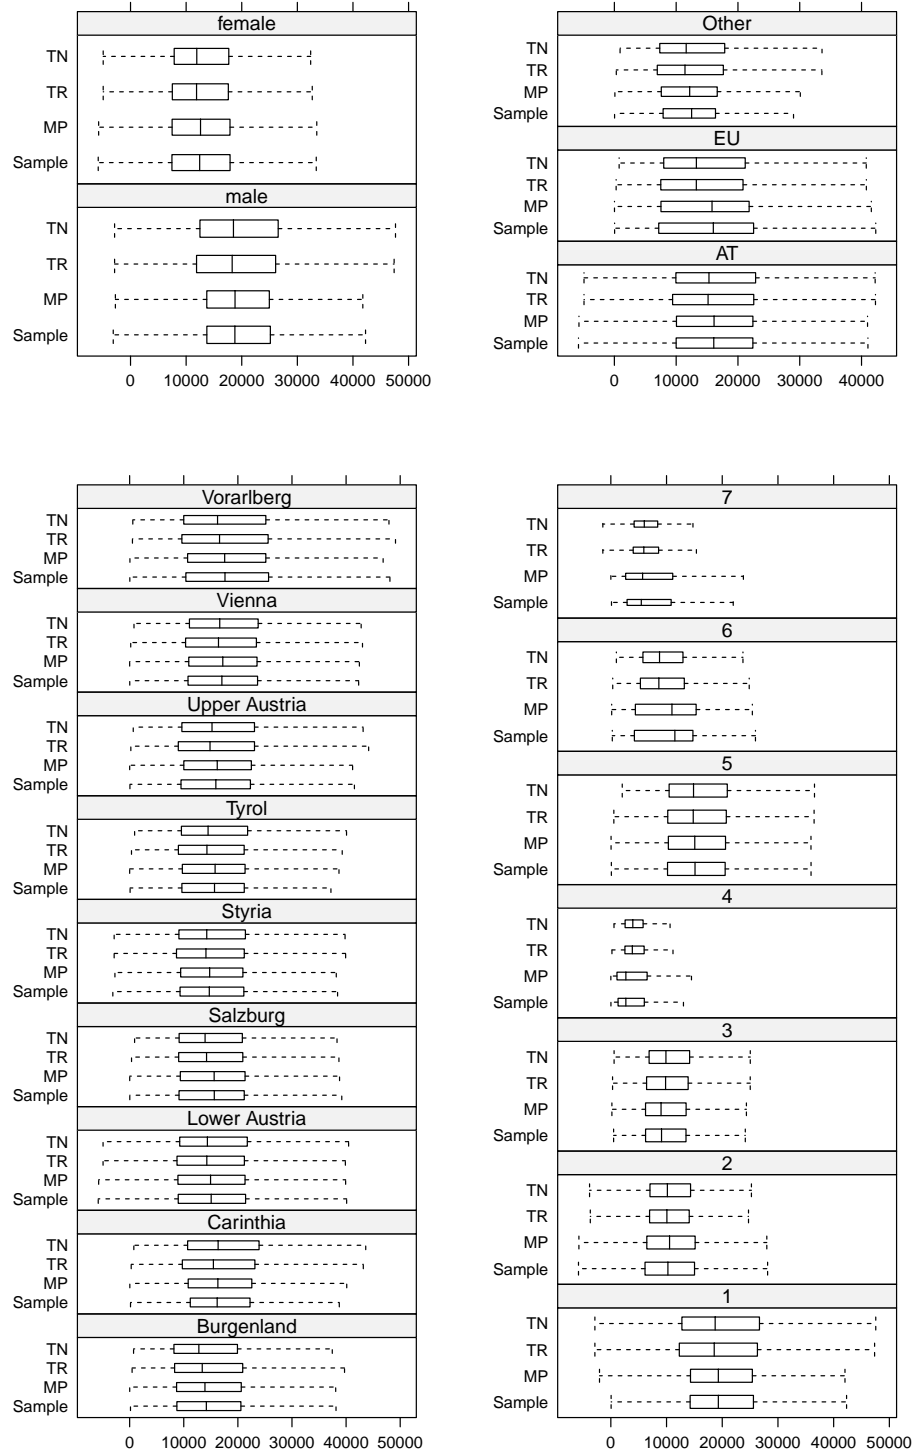 female
TN
TR
MP
Sample
male
TN
TR
MP
Sample
0 10000 20000 30000 40000 50000
Other
TN
TR
MP
Sample
EU
TN
TR
MP
Sample
AT
TN
TR
MP
Sample
0 10000 20000 30000 40000
Vorarlberg
TN
TR
MP
Sample
Vienna
TN
TR
MP
Sample
Upper Austria
TN
TR
MP
Sample
Tyrol
TN
TR
MP
Sample
Styria
TN
TR
MP
Sample
Salzburg
TN
TR
MP
Sample
Lower Austria
TN
TR
MP
Sample
Carinthia
TN
TR
MP
Sample
Burgenland
TN
TR
MP
Sample
0 10000 20000 30000 40000 50000
7
TN
TR
MP
Sample
6
TN
TR
MP
Sample
5
TN
TR
MP
Sample
4
TN
TR
MP
Sample
3
TN
TR
MP
Sample
2
TN
TR
MP
Sample
1
TN
TR
MP
Sample
0 10000 20000 30000 40000 50000